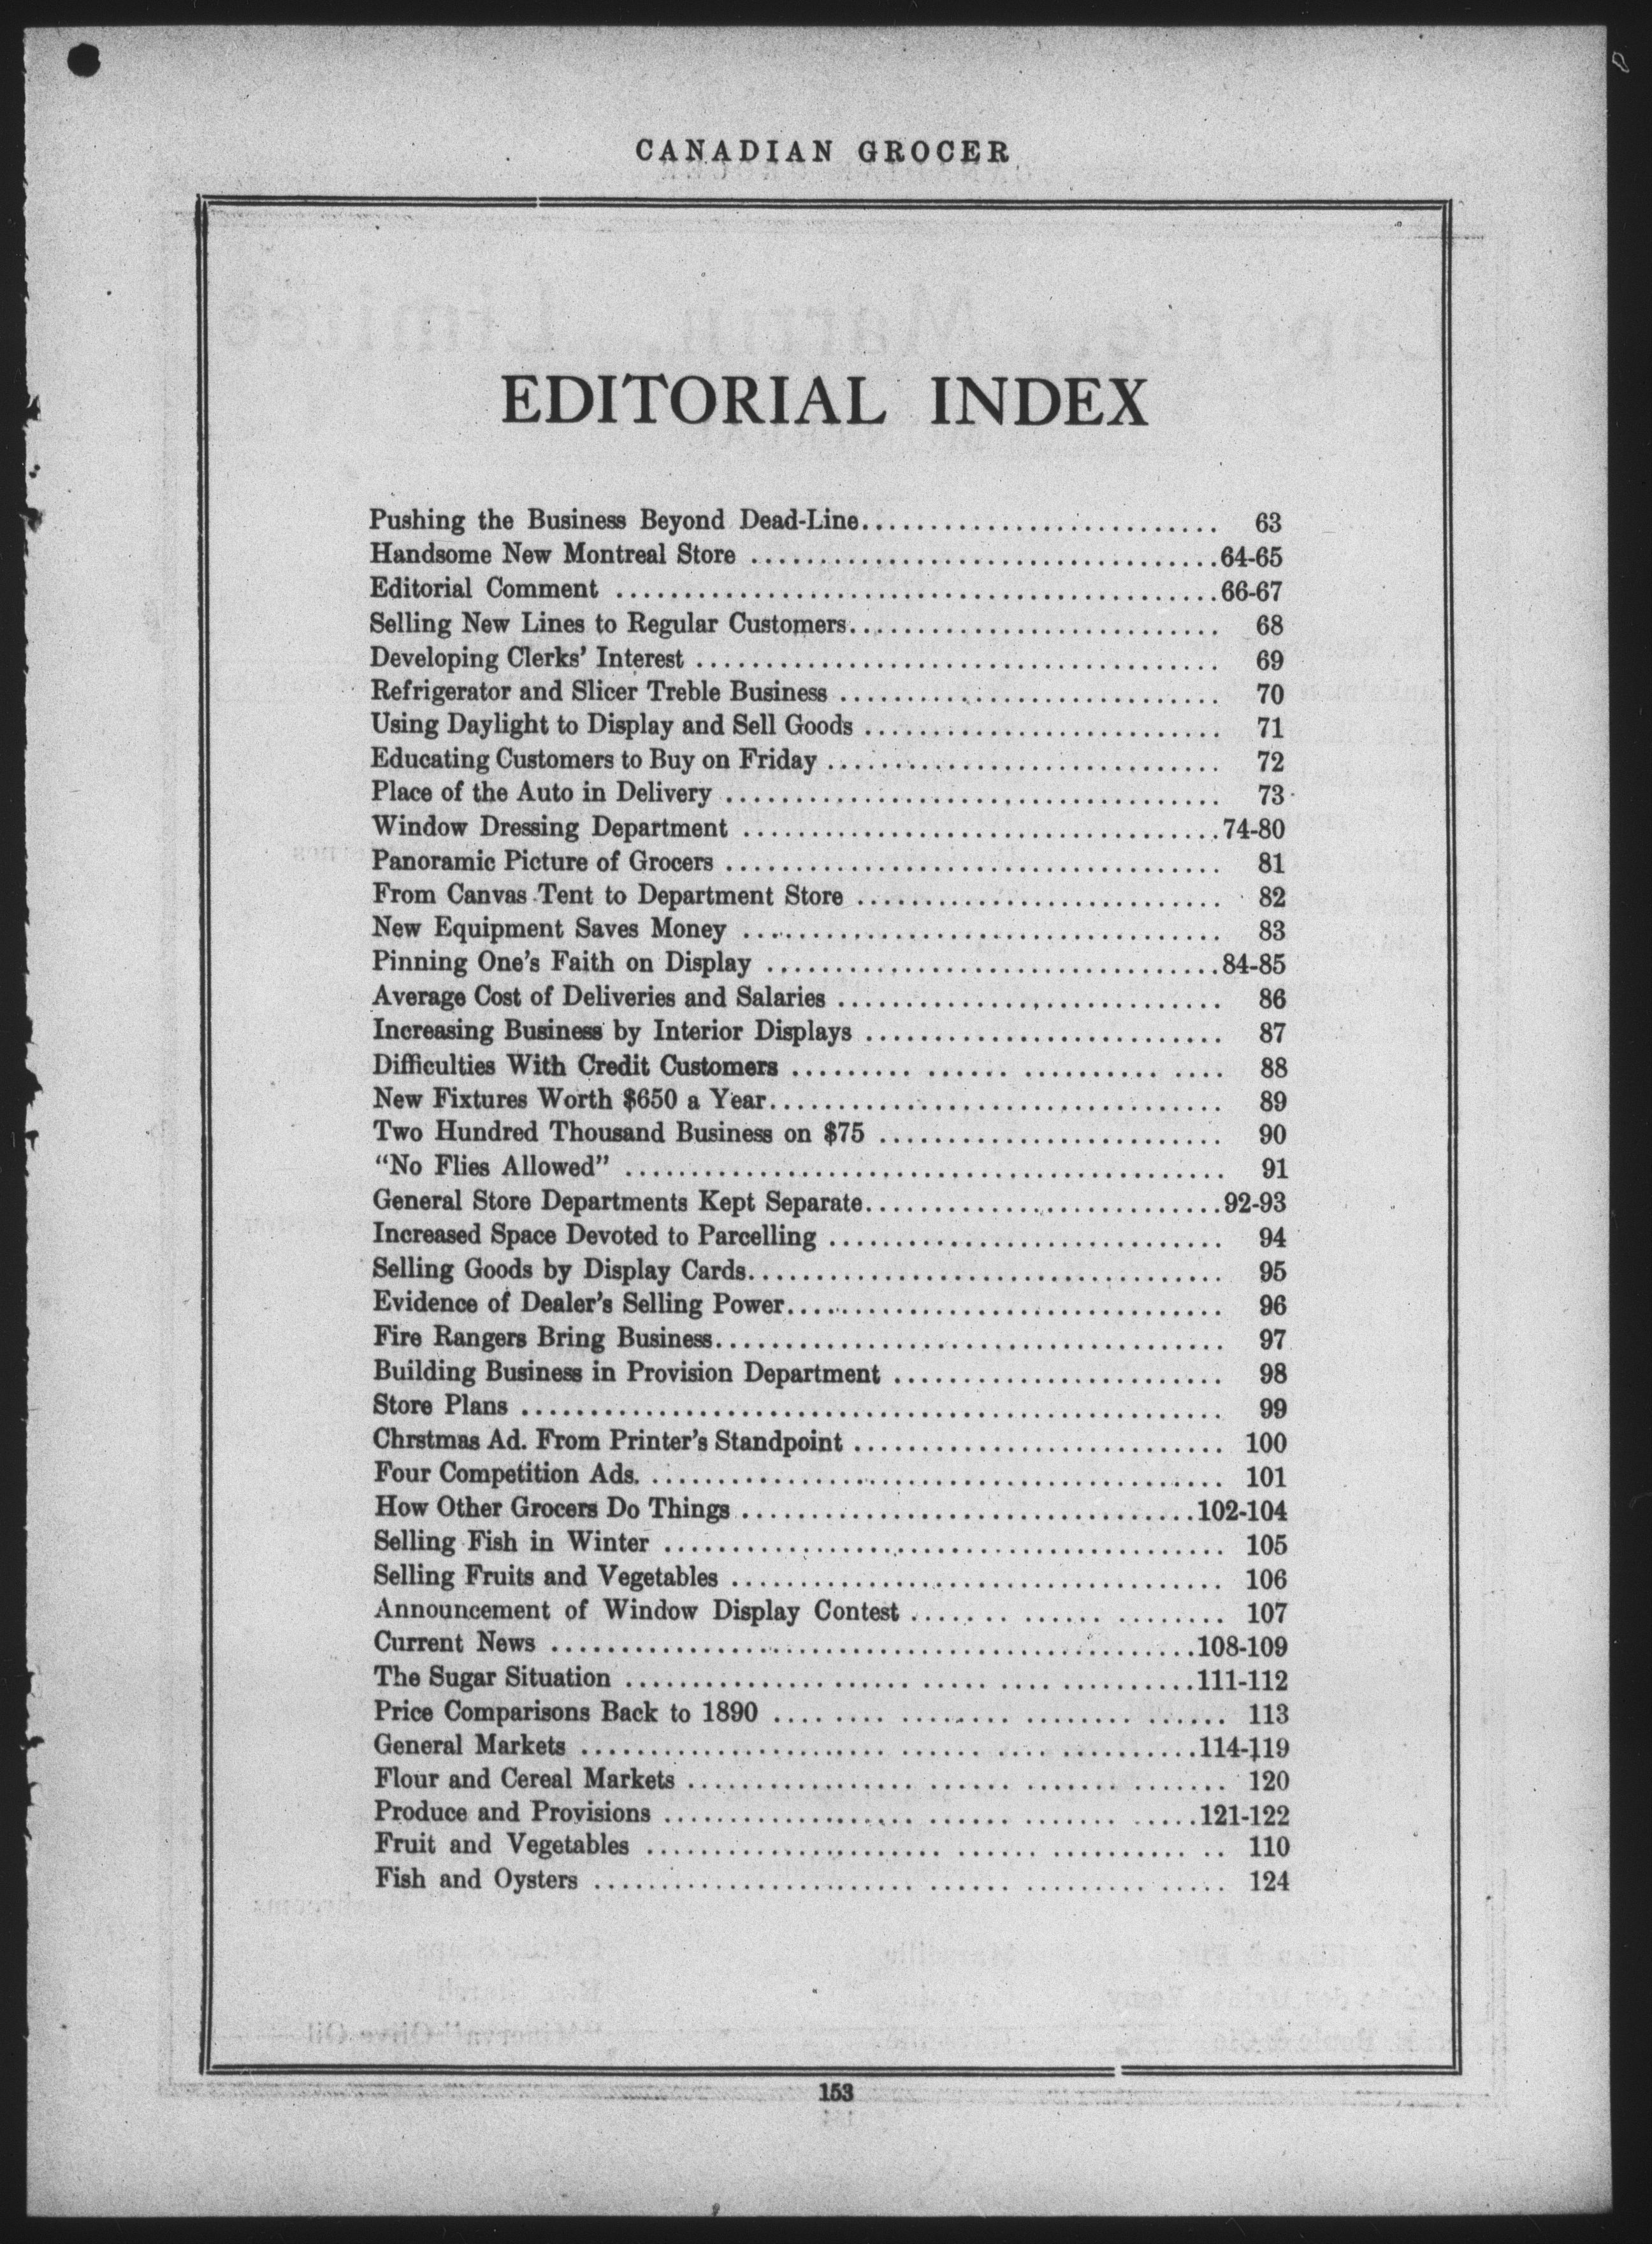 CANADIAN GROCER
EDITORIAL INDEX
Pushing the Business Beyond Dead-Line.......................... 63
Handsome New Montreal Store ..................................64-65
Editorial Comment ............................................66-67
Selling New Lines to Regular Customers........................... 68
Developing Clerks' Interest ...................................... 69
Refrigerator and Slicer Treble Business ............................ 70
Using Daylight to Display and Sell Goods .......................... 71
Educating Customers to Buy on Friday ............................. 72
Place of the Auto in Delivery .................................... 73
Window Dressing Department ...................................74-80
Panoramic Picture of Grocers .................................... 81
From Canvas Tent to Department Store ........................... 82
New Equipment Saves Money ................................... 83
Pinning One's Faith on Display .................................84-85
Average Cost of Deliveries and Salaries ............................ 86
Increasing Business by Interior Displays .......................... 87
Difficulties With Credit Customers ......... ...... .......... .... 88
New Fixtures Worth $650 a Year................................. 89
Two Hundred Thousand Business on $75 ......................... 90
"No Flies Allowed" ............................................ 91
General Store Departments Kept Separate..........................92-93
Increased Space Devoted to Parcelling ............................. 94
Selling Goods by Display Cards................................... 95
Evidence of Dealer's Selling Power................................ 96
Fire Rangers Bring Business..................................... 97
Building Business in Provision Department ........................ 98
Store Plans .................................................... 99
Chrstmas Ad. From Printer's Standpoint ........................... 100
Four Competition Ads. .......................................... 101
How Other Grocers Do Things .................................102-104
Selling Fish in Winter ......................................... 105
Selling Fruits and Vegetables .................................... 106
Announcement of Window Display Contest ....... ...... ........ 107
Current News ...............................................108-109
The Sugar Situation ..................... ..... .... ..........111-112
Price Comparisons Back to 1890 .... .... ........ ........ ...... 113
General Markets ...................... ...... .... ..........114-119
Flour and Cereal Markets ................. ...... ....... ....... 120
Produce and Provisions .................. ...... ....... .....121-122
Fruit and Vegetables ...................... ...... .......... .. 110
Fish and Oysters ........................ ...... ......... ..... 124
153